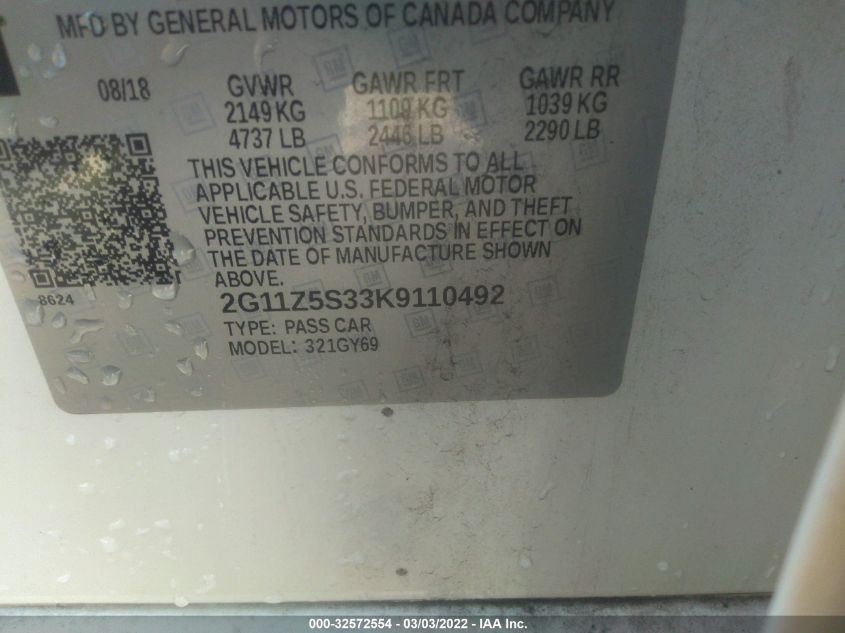 MFD BY GENERAL MOTORS OF CANADA COMPANY
08/18 GVWR GAWR FRT GAWR RR
2149 KG 1109 KG 1039 KG
4737 LB 2446 LB 2290 LB
THIS VEHICLE CONFORMS TO ALL
APPLICABLE U.S. FEDERAL MOTOR
VEHICLE SAFETY, BUMPER, AND THEFT
PREVENTION STANDARDS IN EFFECT ON
THE DATE OF MANUFACTURE SHOWN
ABOVE.
8624
2G11Z5S33K9110492
TYPE: PASS CAR
MODEL: 321GY69
000-32572554 - 03/03/2022 - IAA Inc.